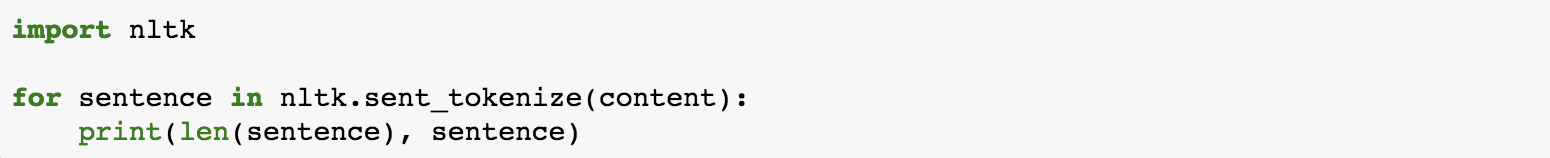 import nltk

for sentence in nltk.sent_tokenize(content):
    print(len(sentence), sentence)